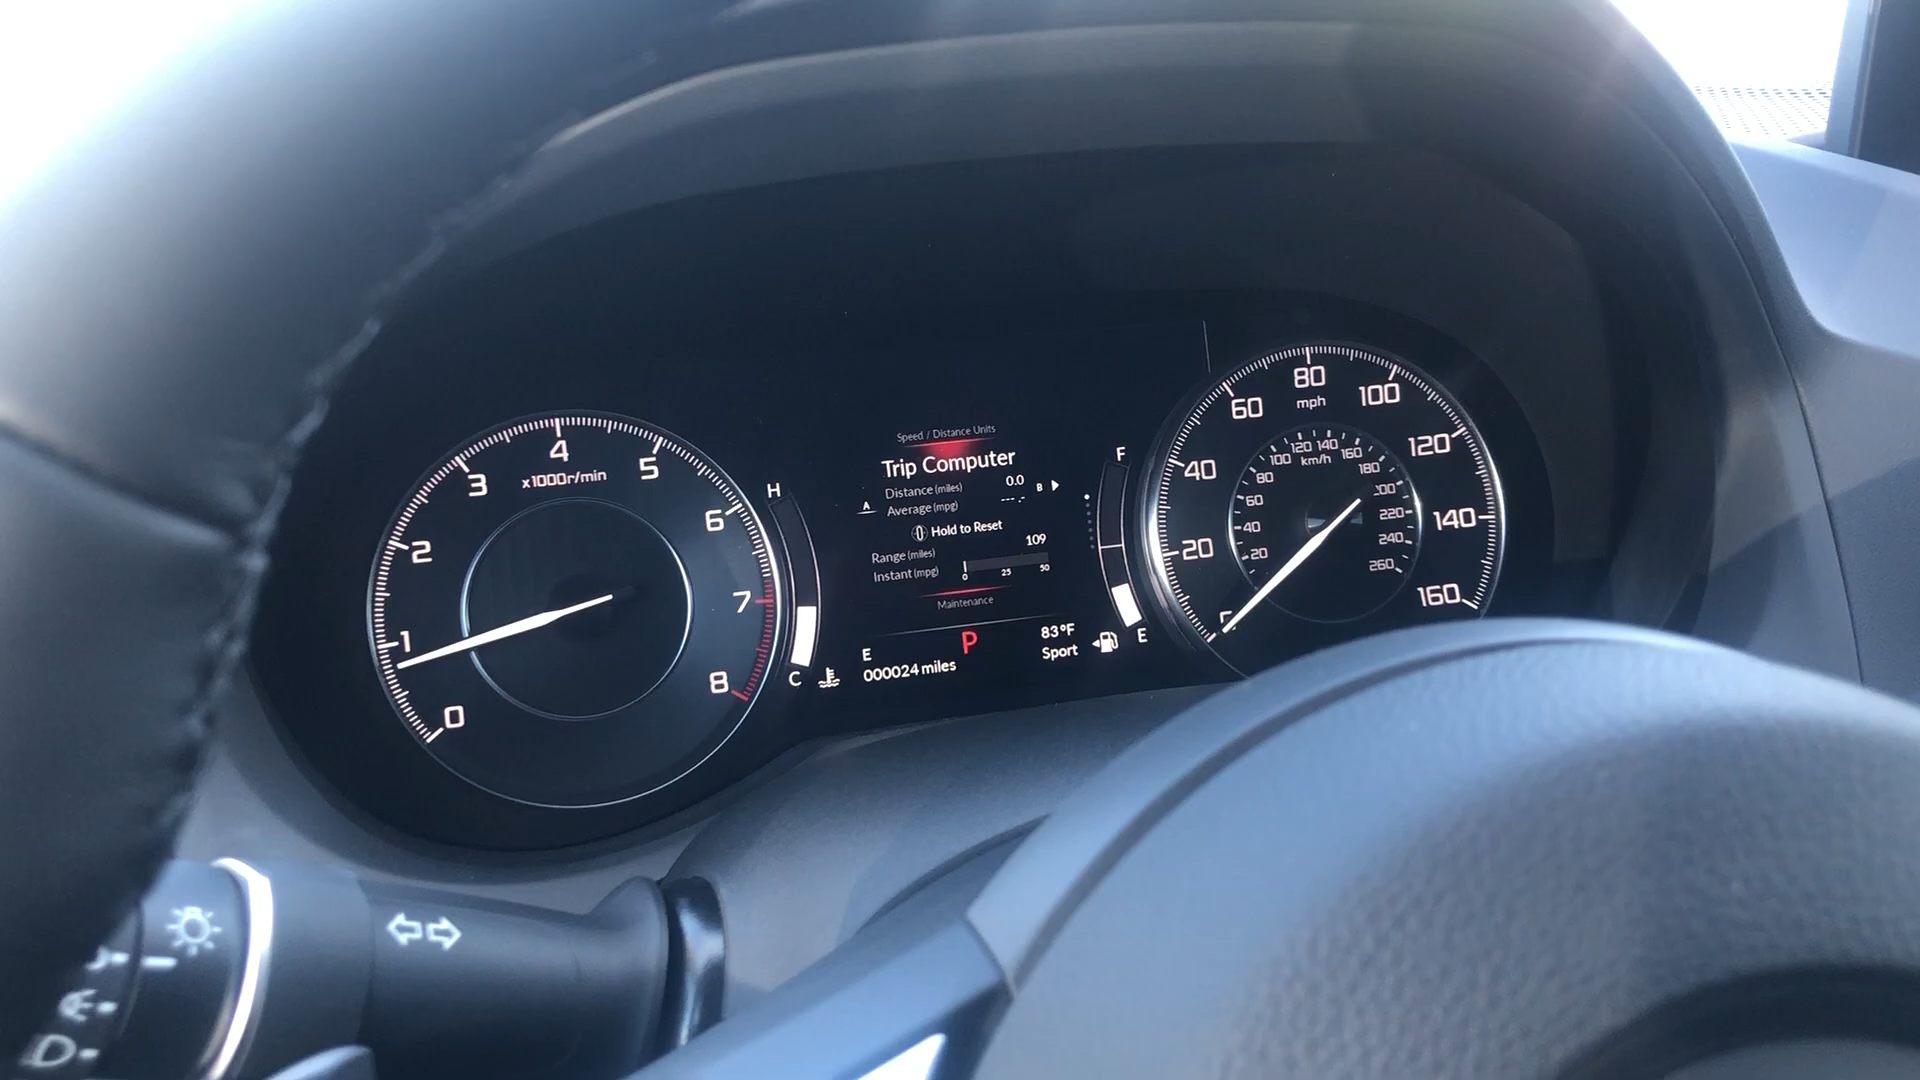 0
1
2
3
4
5
6
7
8
x1000r/min
H
C
Speed / Distance Units
Trip Computer
Distance (miles) 0.0
A B
Average (mpg) ---.-
Hold to Reset
Range (miles) 109
Instant (mpg)
0 25 50
Maintenance
P
E
000024 miles
83°F
Sport
F
E
20
40
60
80
mph
100
120
140
160
20
40
60
80
100
120
140
km/h
160
180
220
240
260